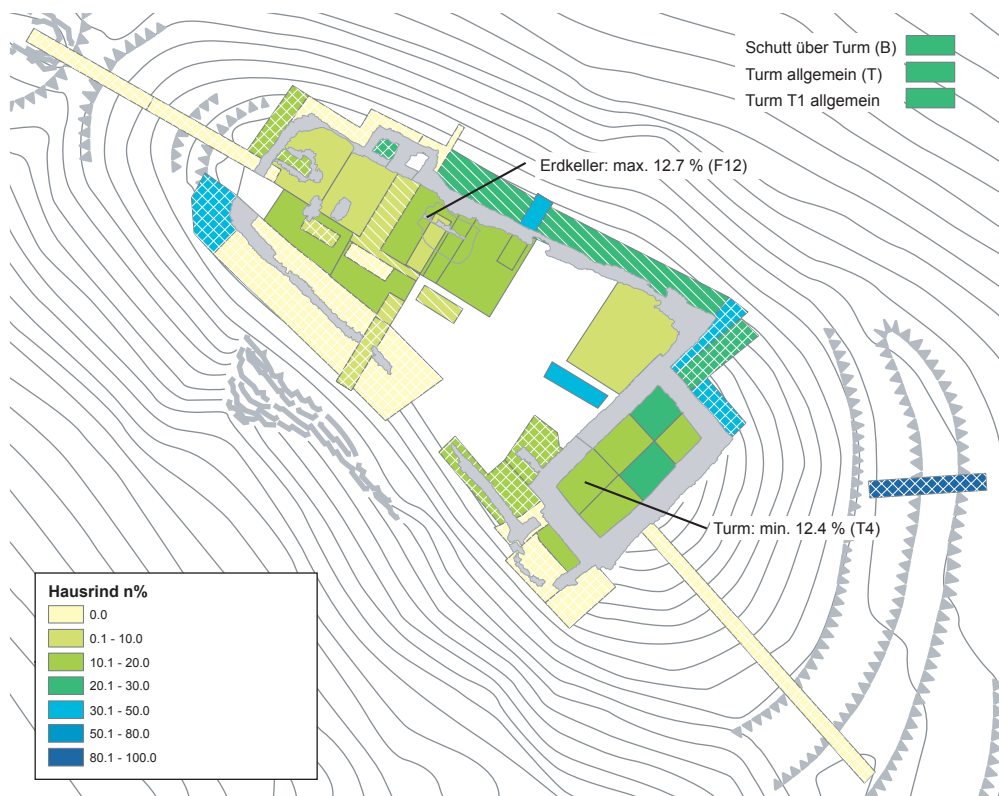 Schutt über Turm (B)
Turm allgemein (T)
Turm T1 allgemein
Erdkeller: max. 12.7 % (F12)
Turm: min. 12.4 % (T4)
Hausrind n%
0.0
0.1 - 10.0
10.1 - 20.0
20.1 - 30.0
30.1 - 50.0
50.1 - 80.0
80.1 - 100.0